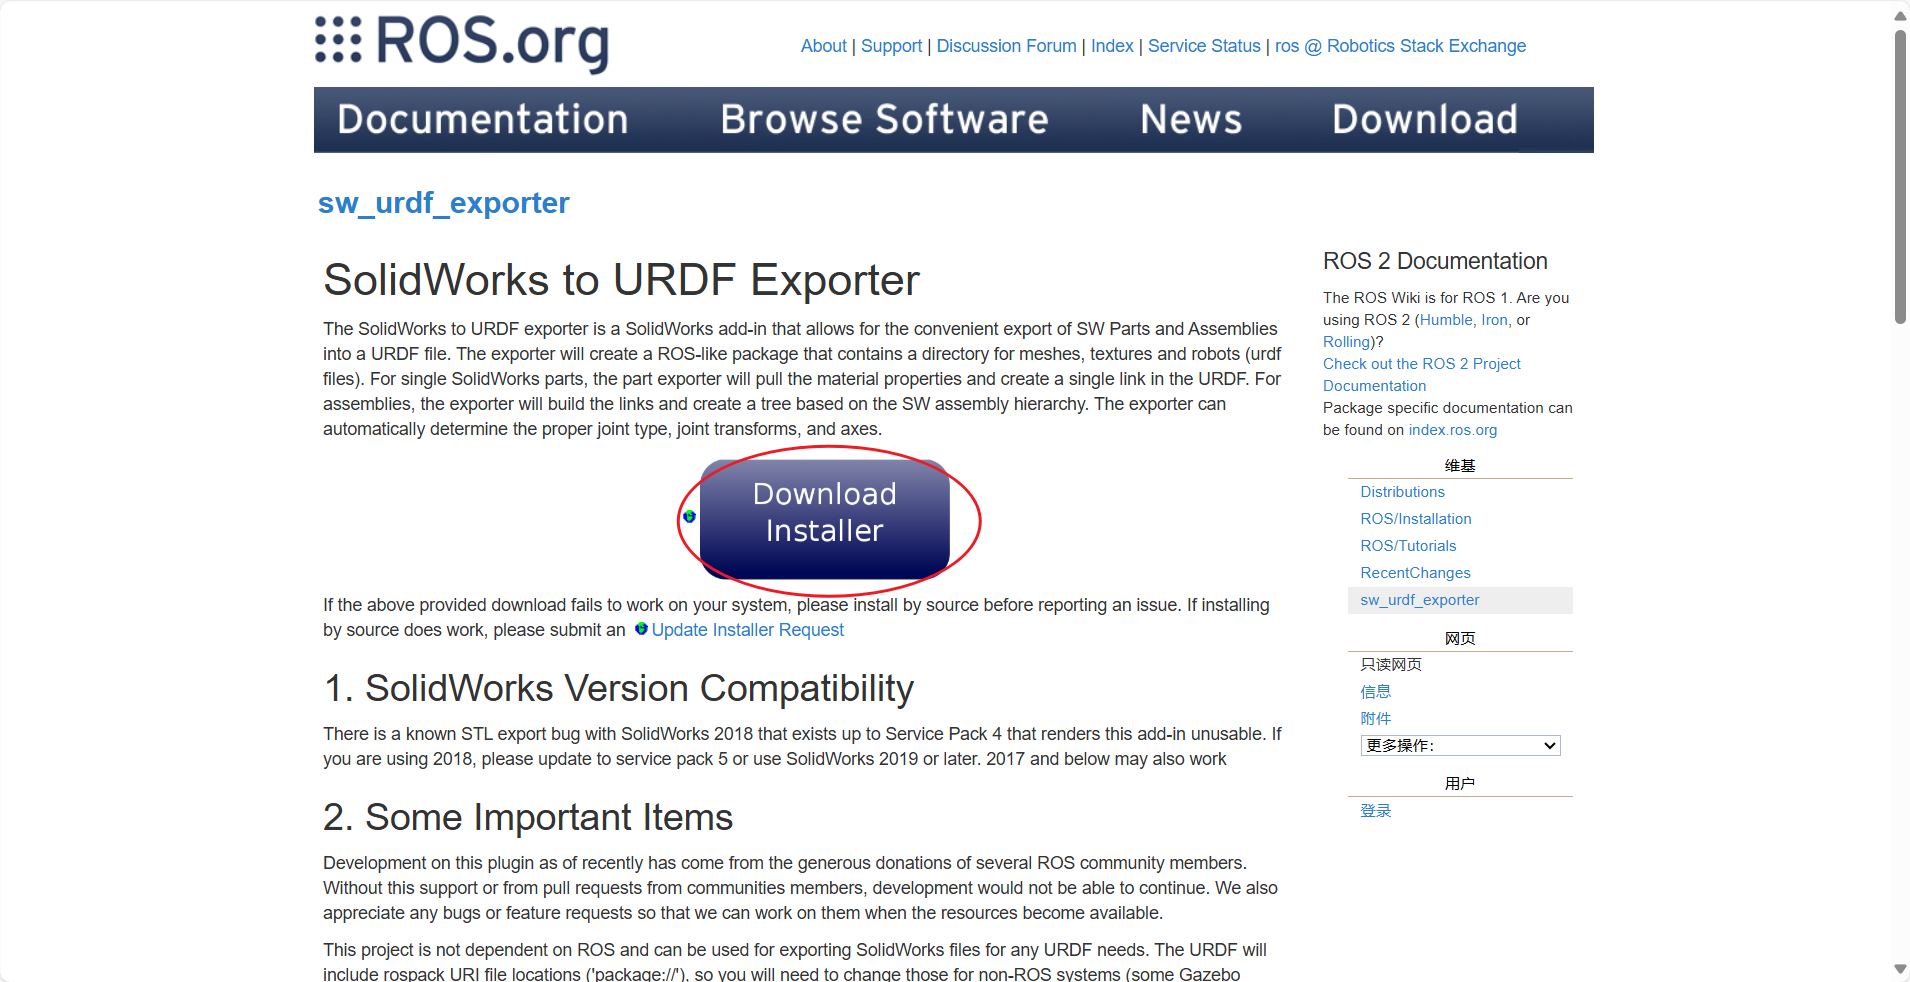 ROS.org
About | Support | Discussion Forum | Index | Service Status | ros @ Robotics Stack Exchange
Documentation Browse Software News Download
sw_urdf_exporter
SolidWorks to URDF Exporter
The SolidWorks to URDF exporter is a SolidWorks add-in that allows for the convenient export of SW Parts and Assemblies
into a URDF file. The exporter will create a ROS-like package that contains a directory for meshes, textures and robots (urdf
files). For single SolidWorks parts, the part exporter will pull the material properties and create a single link in the URDF. For
assemblies, the exporter will build the links and create a tree based on the SW assembly hierarchy. The exporter can
automatically determine the proper joint type, joint transforms, and axes.
Download
Installer
If the above provided download fails to work on your system, please install by source before reporting an issue. If installing
by source does work, please submit an Update Installer Request
1. SolidWorks Version Compatibility
There is a known STL export bug with SolidWorks 2018 that exists up to Service Pack 4 that renders this add-in unusable. If
you are using 2018, please update to service pack 5 or use SolidWorks 2019 or later. 2017 and below may also work
2. Some Important Items
Development on this plugin as of recently has come from the generous donations of several ROS community members.
Without this support or from pull requests from communities members, development would not be able to continue. We also
appreciate any bugs or feature requests so that we can work on them when the resources become available.
This project is not dependent on ROS and can be used for exporting SolidWorks files for any URDF needs. The URDF will
include rospack URI file locations ('package://'), so you will need to change those for non-ROS systems (some Gazebo
ROS 2 Documentation
The ROS Wiki is for ROS 1. Are you
using ROS 2 (Humble, Iron, or
Rolling)?
Check out the ROS 2 Project
Documentation
Package specific documentation can
be found on index.ros.org
维基
Distributions
ROS/Installation
ROS/Tutorials
RecentChanges
sw_urdf_exporter
网页
只读网页
信息
附件
更多操作:
用户
登录